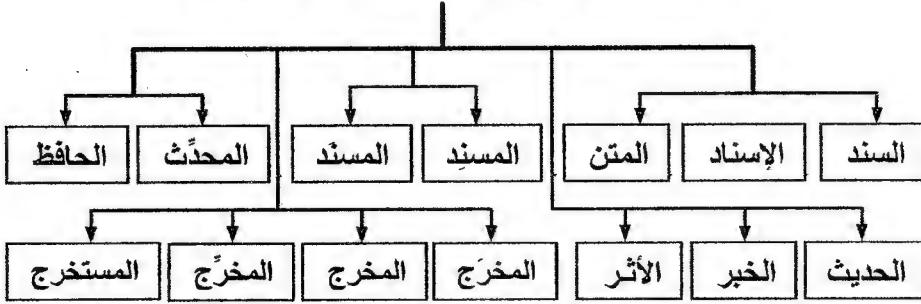 السند الإسناد المتن المسنِد المسنَد المحدِّث الحافظ
الحديث الخبر الأثر المخرَج المخرج المخرِّج المستخرج